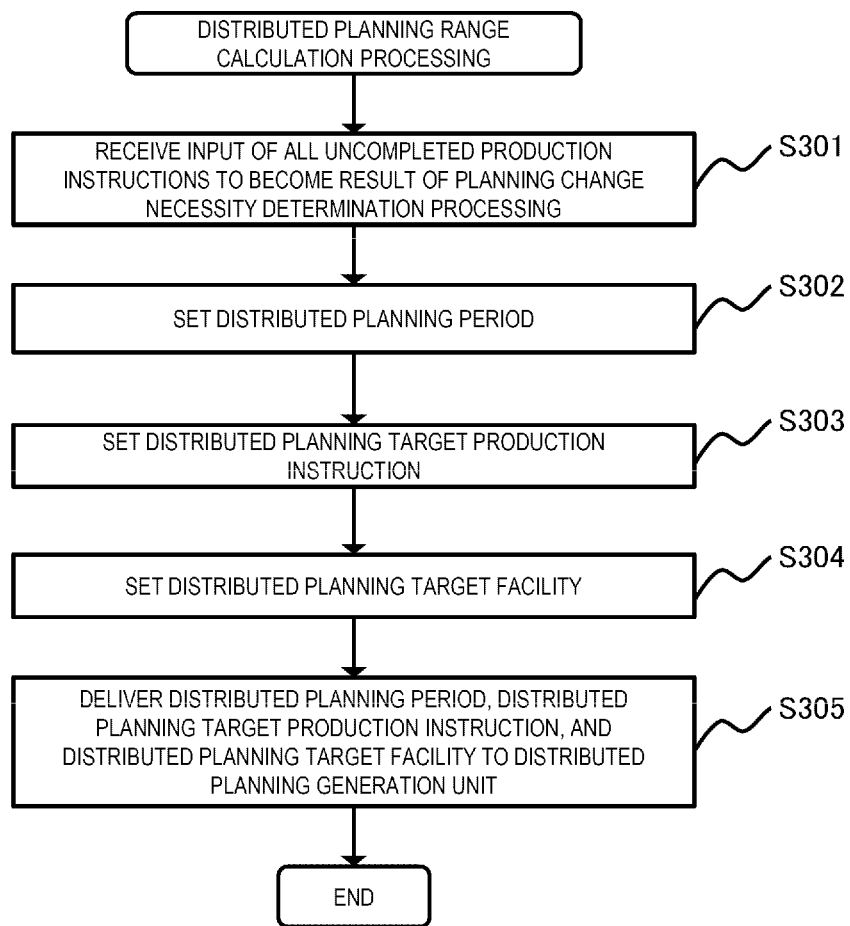 DISTRIBUTED PLANNING RANGE
CALCULATION PROCESSING
RECEIVE INPUT OF ALL UNCOMPLETED PRODUCTION
INSTRUCTIONS TO BECOME RESULT OF PLANNING CHANGE
NECESSITY DETERMINATION PROCESSING
S301
SET DISTRIBUTED PLANNING PERIOD
S302
SET DISTRIBUTED PLANNING TARGET PRODUCTION
INSTRUCTION
S303
SET DISTRIBUTED PLANNING TARGET FACILITY
S304
DELIVER DISTRIBUTED PLANNING PERIOD, DISTRIBUTED
PLANNING TARGET PRODUCTION INSTRUCTION, AND
DISTRIBUTED PLANNING TARGET FACILITY TO DISTRIBUTED
PLANNING GENERATION UNIT
S305
END